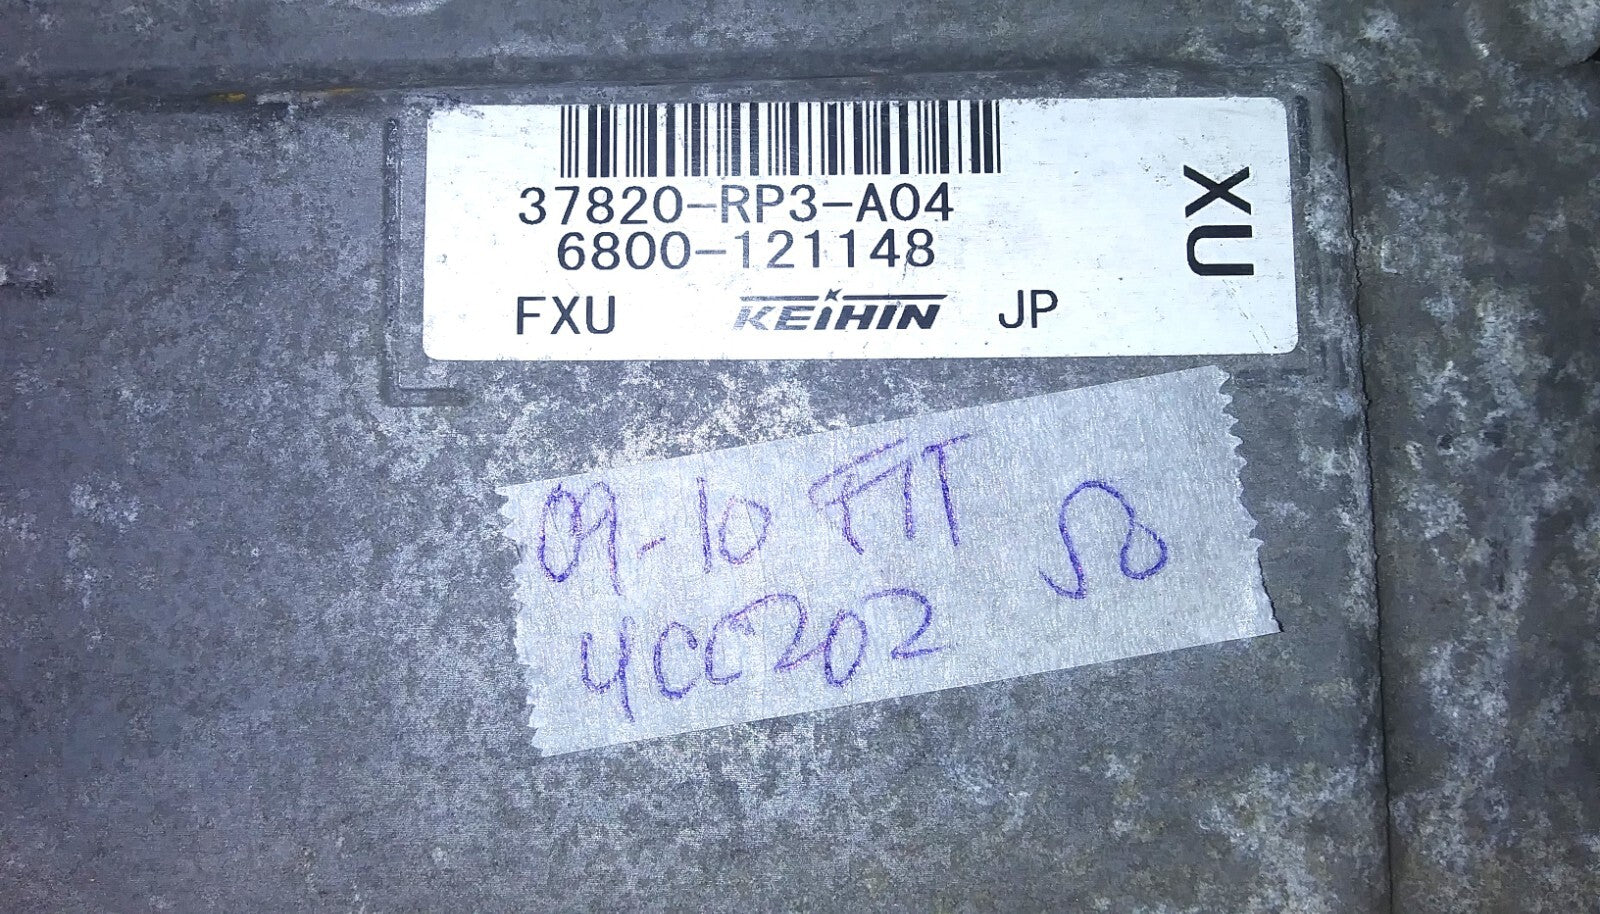 37820-RP3-A04
6800-121148
FXU KEIHIN JP
XU
09-10 FIT
4CC202